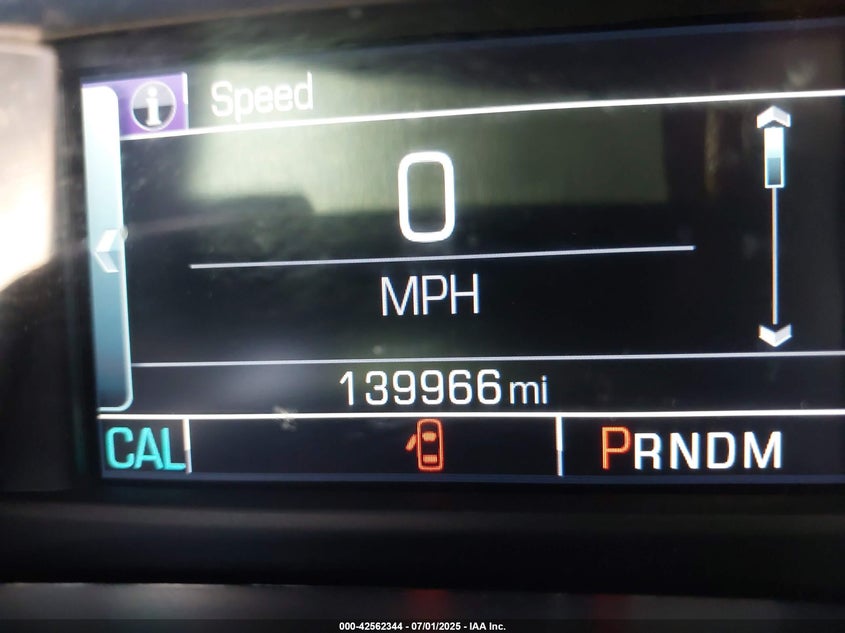 i Speed
0
MPH
139966 mi
CAL PRNDM
000-42562344 - 07/01/2025 - IAA Inc.